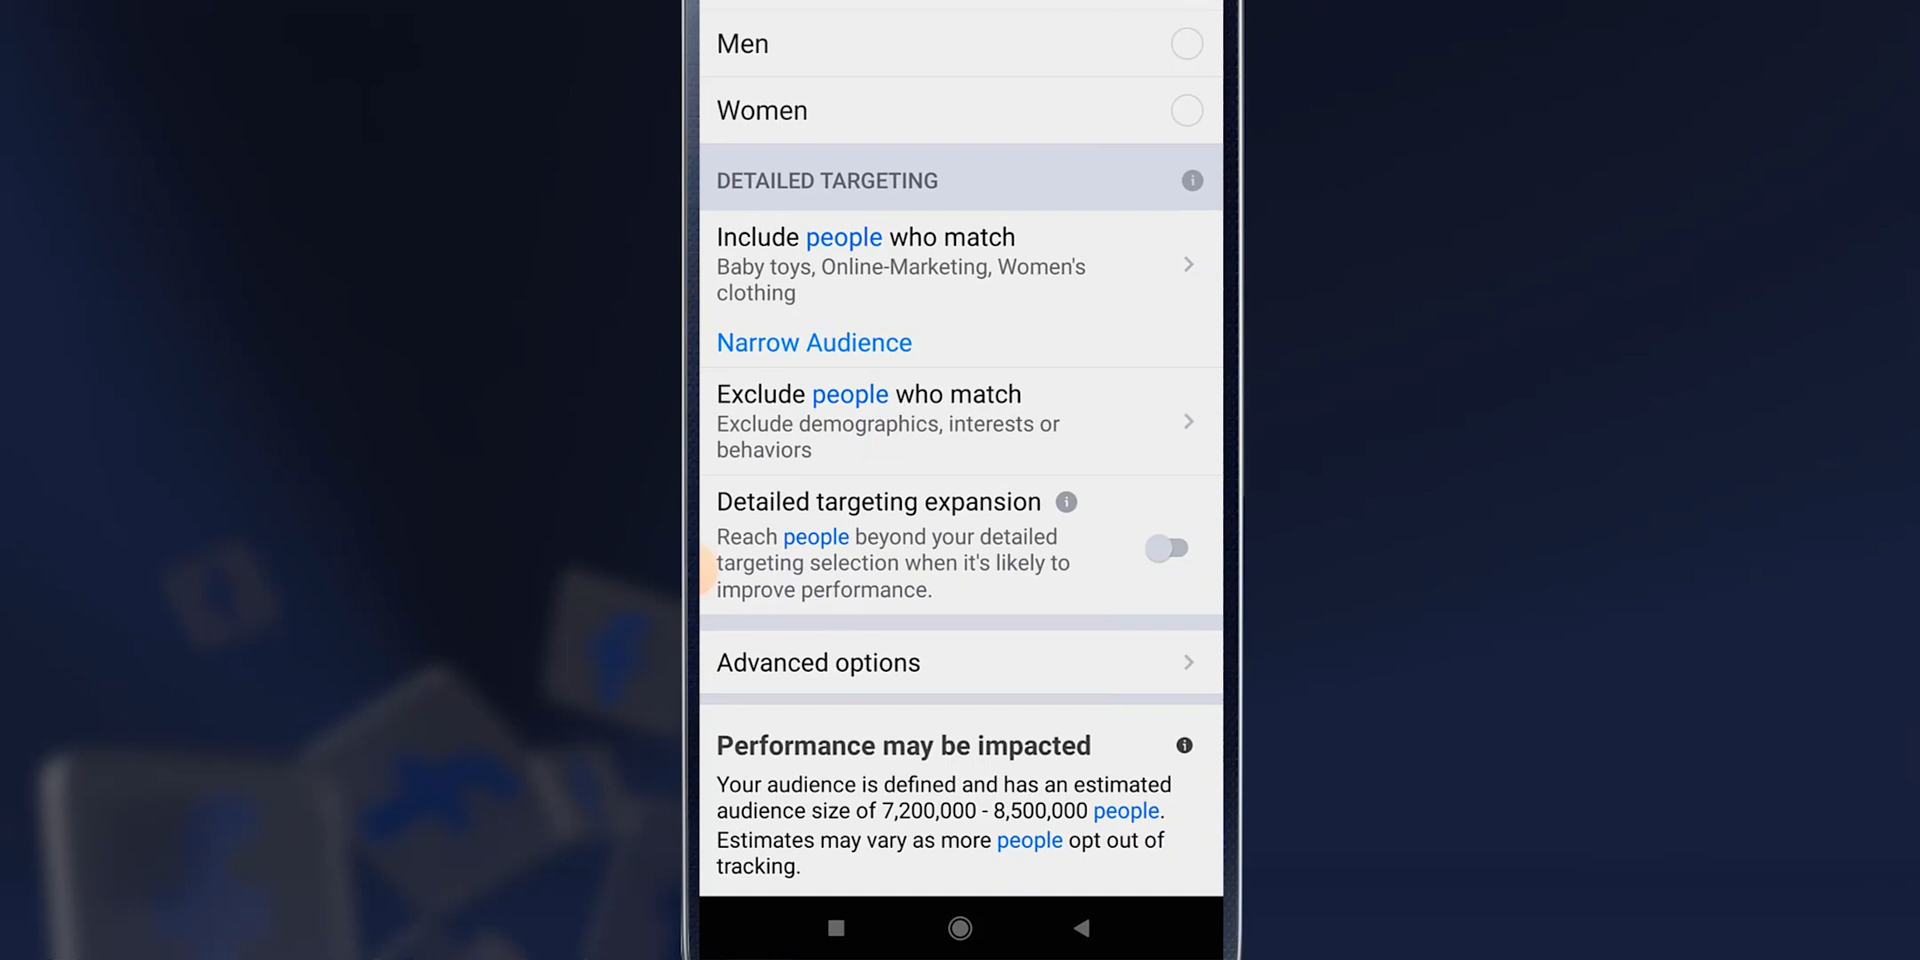 Men
Women
DETAILED TARGETING
Include people who match
Baby toys, Online-Marketing, Women's
clothing
Narrow Audience
Exclude people who match
Exclude demographics, interests or
behaviors
Detailed targeting expansion
Reach people beyond your detailed
targeting selection when it's likely to
improve performance.
Advanced options
Performance may be impacted
Your audience is defined and has an estimated
audience size of 7,200,000 - 8,500,000 people.
Estimates may vary as more people opt out of
tracking.